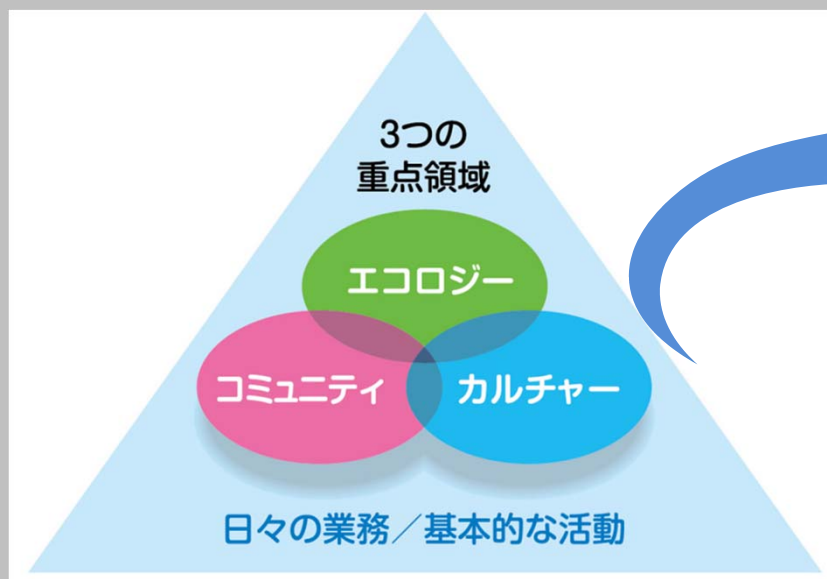 3つの
重点領域
エコロジー
コミュニティ
カルチャー
日々の業務／基本的な活動